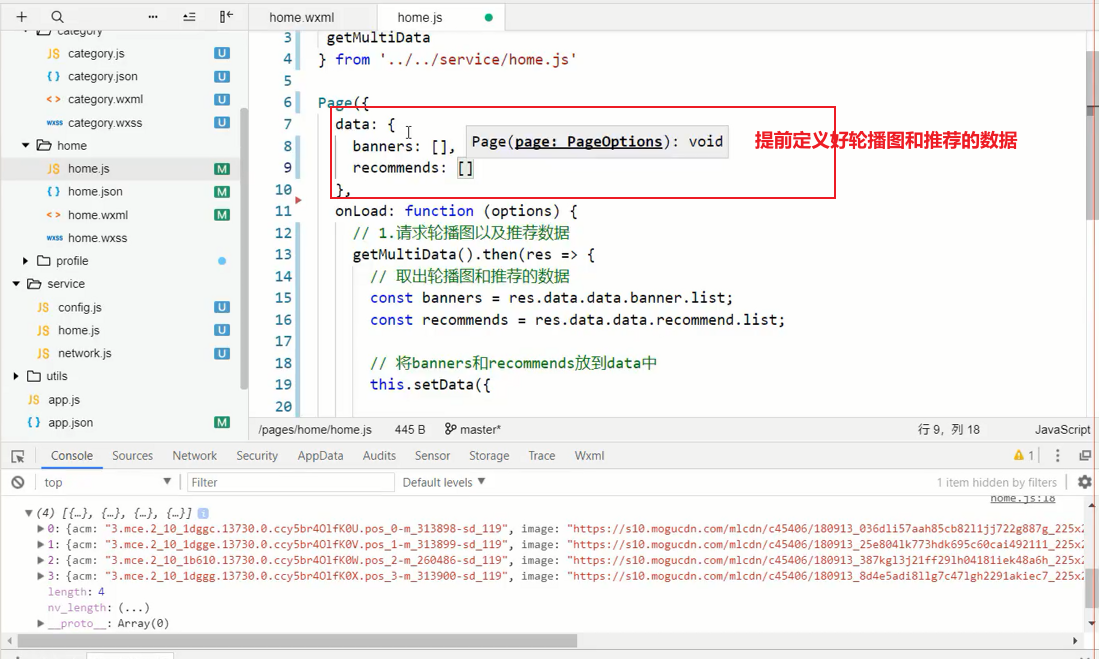 home.wxml
home.js
category
JS category.js U
{ } category.json U
<> category.wxml U
wxss category.wxss U
home
JS home.js M
{ } home.json M
<> home.wxml M
wxss home.wxss
profile
service
JS config.js U
JS home.js U
JS network.js U
utils
JS app.js
{ } app.json M
3 getMultiData
4 } from '../../service/home.js'
5
6 Page({
7 data: {
8 banners: [],
9 recommends: []
10 },
11 onLoad: function (options) {
12 // 1.请求轮播图以及推荐数据
13 getMultiData().then(res => {
14 // 取出轮播图和推荐的数据
15 const banners = res.data.data.banner.list;
16 const recommends = res.data.data.recommend.list;
17
18 // 将banners和recommends放到data中
19 this.setData({
20
Page(page: PageOptions): void
提前定义好轮播图和推荐的数据
/pages/home/home.js 445 B master* 行 9，列 18 JavaScript
Console Sources Network Security AppData Audits Sensor Storage Trace Wxml 1
top Filter Default levels 1 item hidden by filters
home.js:18
(4) [{…}, {…}, {…}, {…}]
0: {acm: "3.mce.2_10_1dggc.13730.0.ccy5br4OlfK0U.pos_0-m_313898-sd_119", image: "https://s10.mogucdn.com/mlcdn/c45406/180913_036dli57aah85cb82l1jj722g887g_225x2
1: {acm: "3.mce.2_10_1dgge.13730.0.ccy5br4OlfK0V.pos_1-m_313899-sd_119", image: "https://s10.mogucdn.com/mlcdn/c45406/180913_25e804lk773hdk695c60cai492111_225x2
2: {acm: "3.mce.2_10_1b610.13730.0.ccy5br4OlfK0W.pos_2-m_260486-sd_119", image: "https://s10.mogucdn.com/mlcdn/c45406/180913_387kgl3j21ff29lh04181iek48a6h_225x2
3: {acm: "3.mce.2_10_1dggg.13730.0.ccy5br4OlfK0X.pos_3-m_313900-sd_119", image: "https://s10.mogucdn.com/mlcdn/c45406/180913_8d4e5adi8llg7c47lgh2291akiec7_225x2
length: 4
nv_length: (...)
__proto__: Array(0)